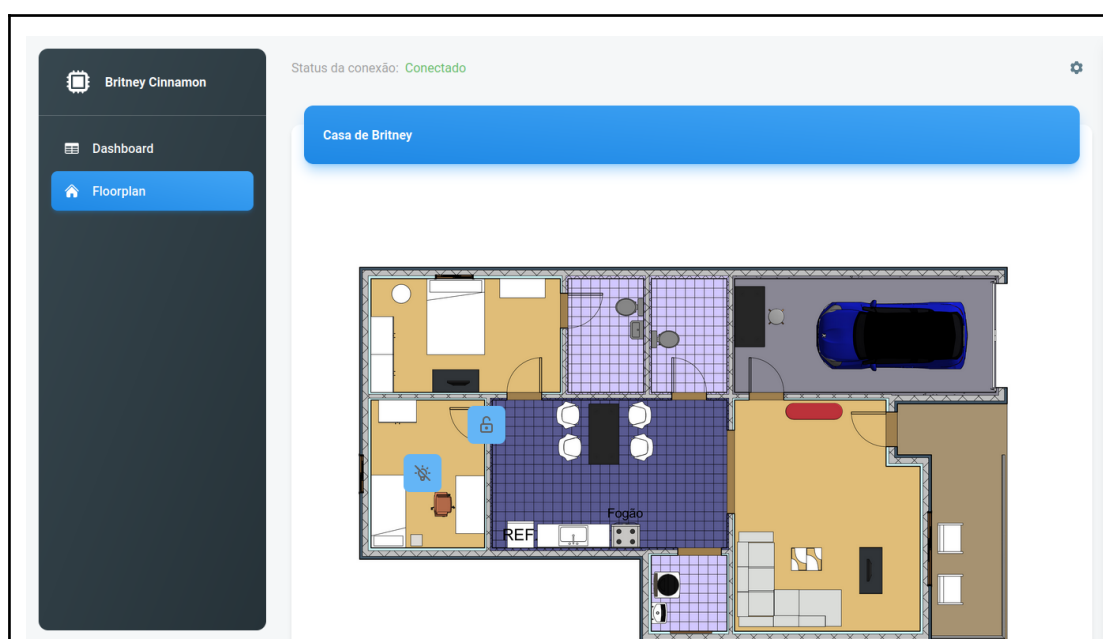 Britney Cinnamon
Dashboard
Floorplan
Status da conexão: Conectado
Casa de Britney
Fogão
REF.